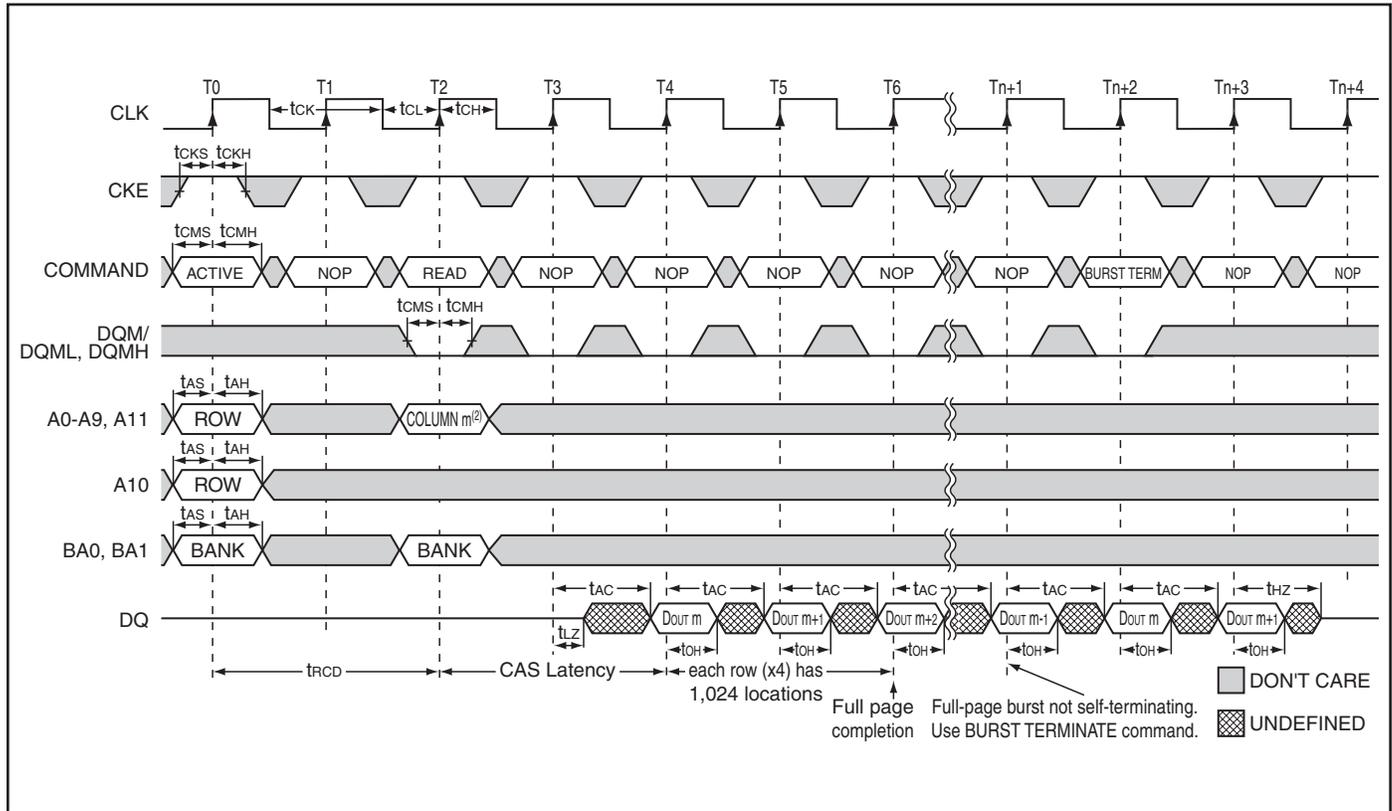 T0 T1 T2 T3 T4 T5 T6 Tn+1 Tn+2 Tn+3 Tn+4
CLK tCK tCL tCH
tCKS tCKH
CKE
tCMS tCMH
COMMAND ACTIVE NOP READ NOP NOP NOP NOP NOP BURST TERM NOP NOP
tCMS tCMH
DQM/
DQML, DQMH
tAS tAH
A0-A9, A11 ROW COLUMN m(2)
tAS tAH
A10 ROW
tAS tAH
BA0, BA1 BANK BANK
tAC tAC tAC tAC tAC tAC tHZ
DQ DOUT m DOUT m+1 DOUT m+2 DOUT m-1 DOUT m DOUT m+1
tLZ tOH tOH tOH tOH tOH tOH
tRCD CAS Latency each row (x4) has
1,024 locations
Full page
completion
Full-page burst not self-terminating.
Use BURST TERMINATE command.
DON'T CARE
UNDEFINED